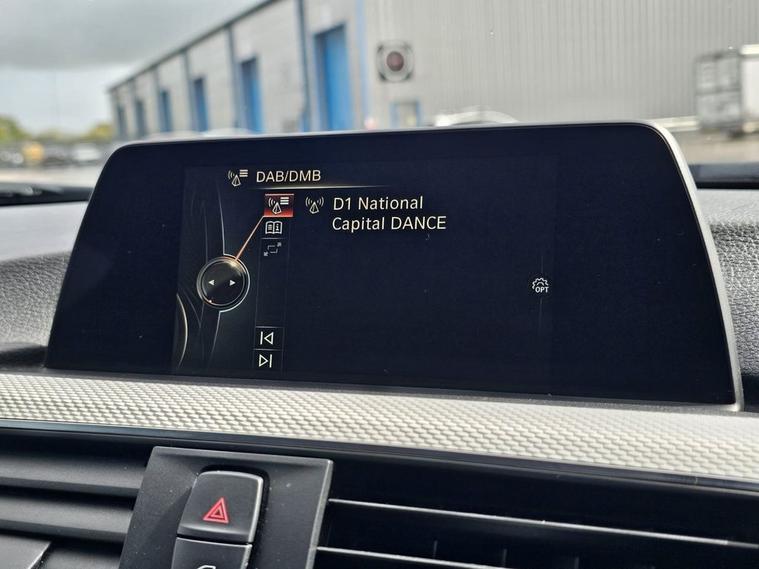 DAB/DMB
D1 National
Capital DANCE
OPT